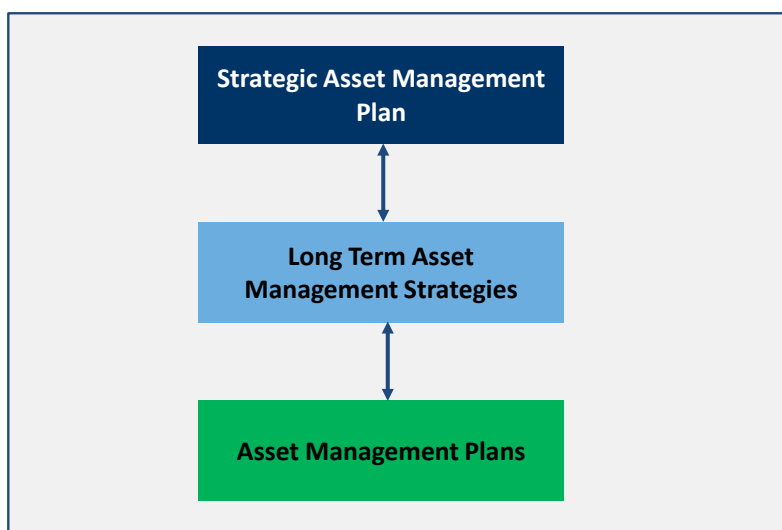 Strategic Asset Management
Plan
Long Term Asset
Management Strategies
Asset Management Plans